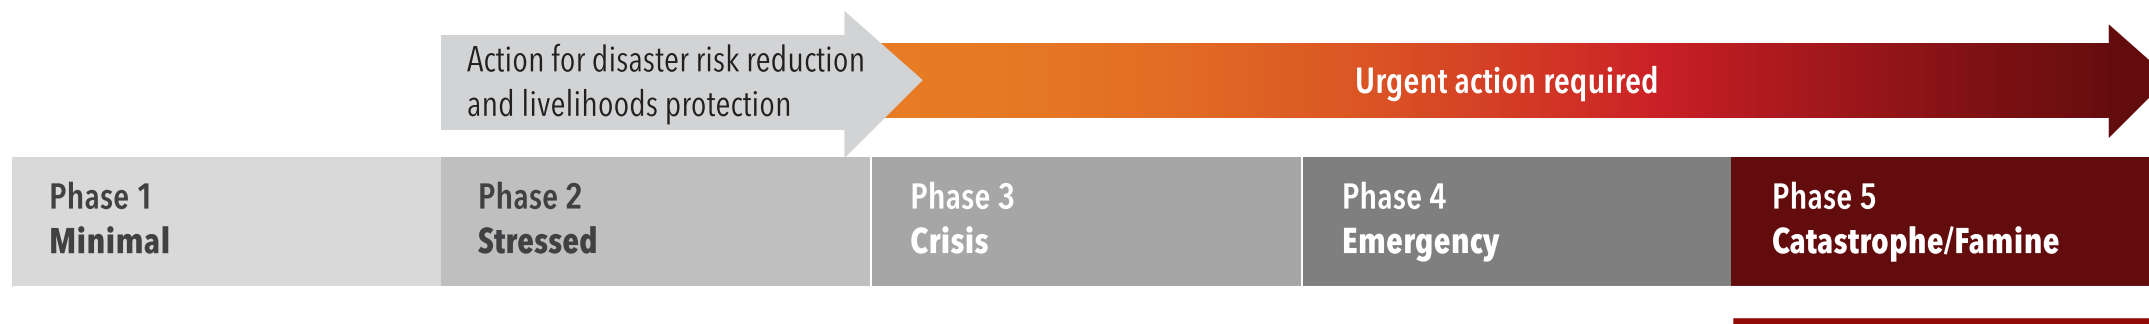 Action for disaster risk reduction
and livelihoods protection
Urgent action required
Phase 1
Minimal
Phase 2
Stressed
Phase 3
Crisis
Phase 4
Emergency
Phase 5
Catastrophe/Famine